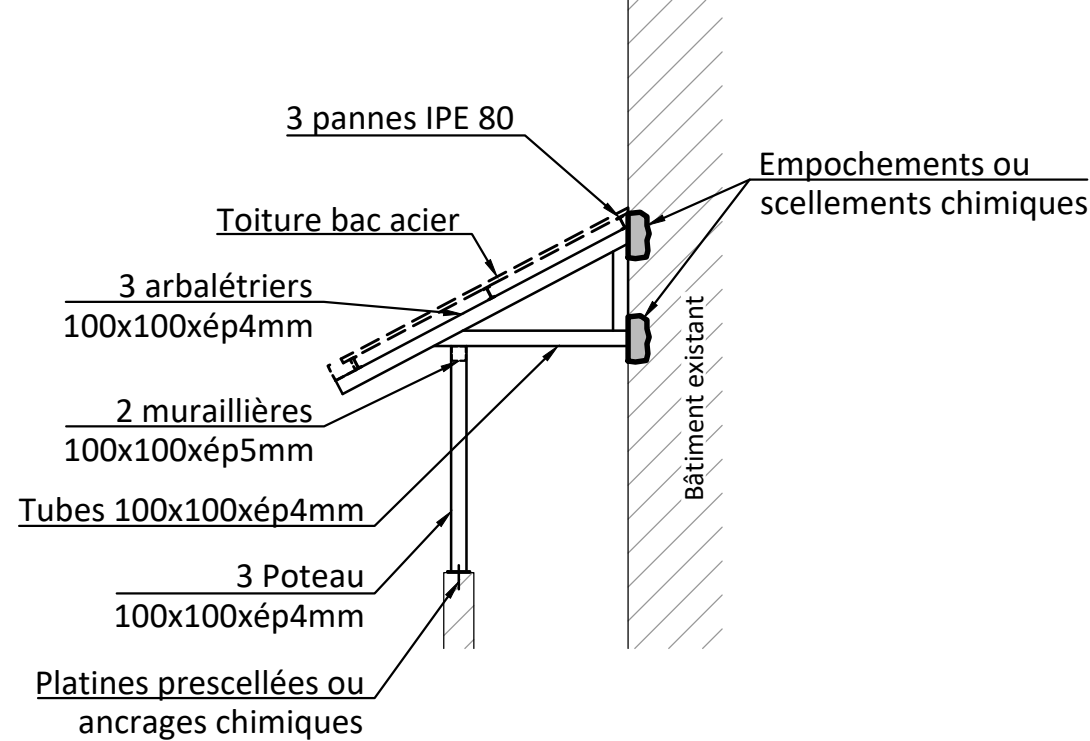 3 pannes IPE 80
Empochements ou
scellements chimiques
Toiture bac acier
3 arbalétriers
100x100xép4mm
Bâtiment existant
2 muraillières
100x100xép5mm
Tubes 100x100xép4mm
3 Poteau
100x100xép4mm
Platines prescellées ou
ancrages chimiques